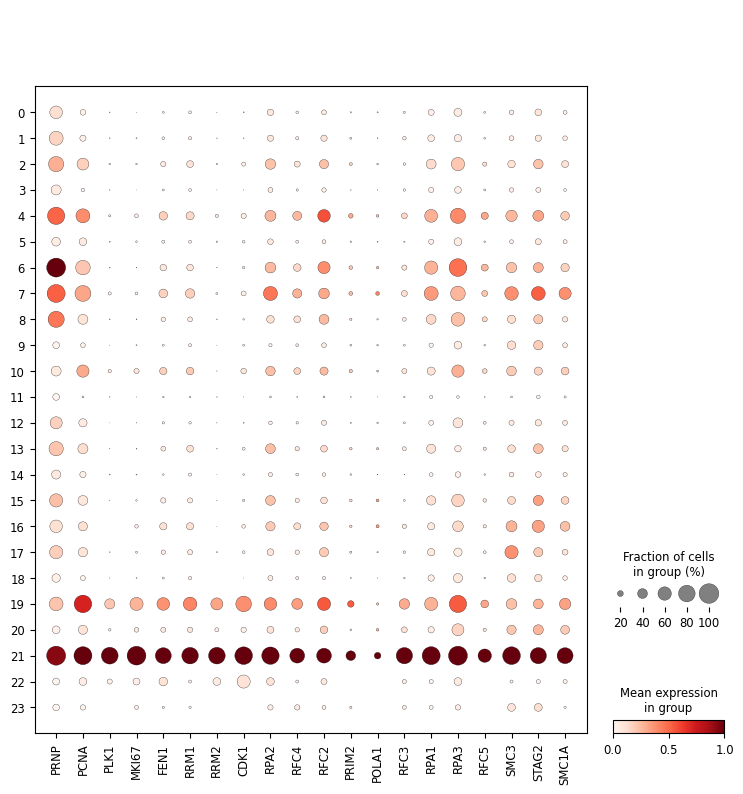 0
1
2
3
4
5
6
7
8
9
10
11
12
13
14
15
16
17
18
19
20
21
22
23
PRNP
PCNA
PLK1
MKI67
FEN1
RRM1
RRM2
CDK1
RPA2
RFC4
RFC2
PRIM2
POLA1
RFC3
RPA1
RPA3
RFC5
SMC3
STAG2
SMC1A
Fraction of cells
in group (%)
20 40 60 80 100
Mean expression
in group
0.0 0.5 1.0